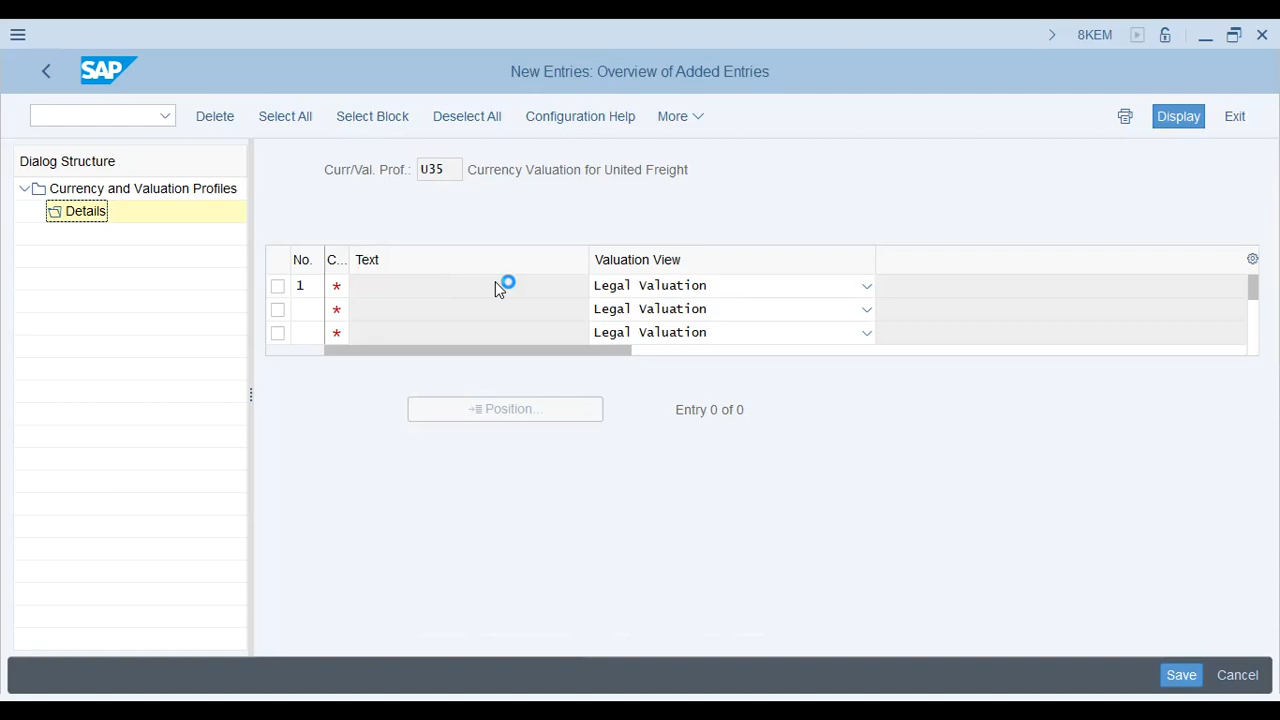 8KEM
SAP
New Entries: Overview of Added Entries
Delete
Select All
Select Block
Deselect All
Configuration Help
More
Display
Exit
Dialog Structure
Currency and Valuation Profiles
Details
Curr/Val. Prof.: U35 Currency Valuation for United Freight
No. C... Text Valuation View
1 * Legal Valuation
* Legal Valuation
* Legal Valuation
Position...
Entry 0 of 0
Save
Cancel